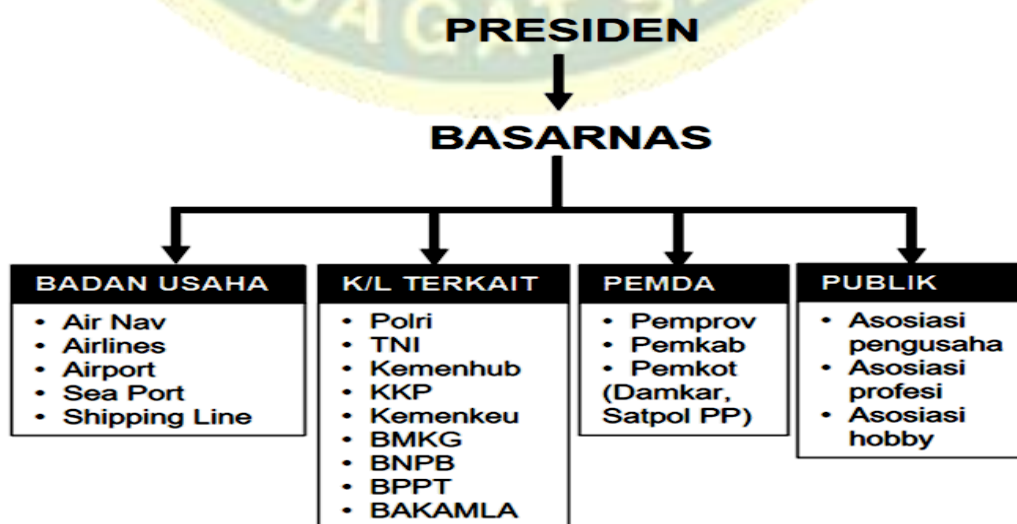 JAGAT
PRESIDEN
BASARNAS
BADAN USAHA
• Air Nav
• Airlines
• Airport
• Sea Port
• Shipping Line
K/L TERKAIT
• Polri
• TNI
• Kemenhub
• KKP
• Kemenkeu
• BMKG
• BNPB
• BPPT
• BAKAMLA
PEMDA
• Pemprov
• Pemkab
• Pemkot
(Damkar,
Satpol PP)
PUBLIK
• Asosiasi
pengusaha
• Asosiasi
profesi
• Asosiasi
hobby